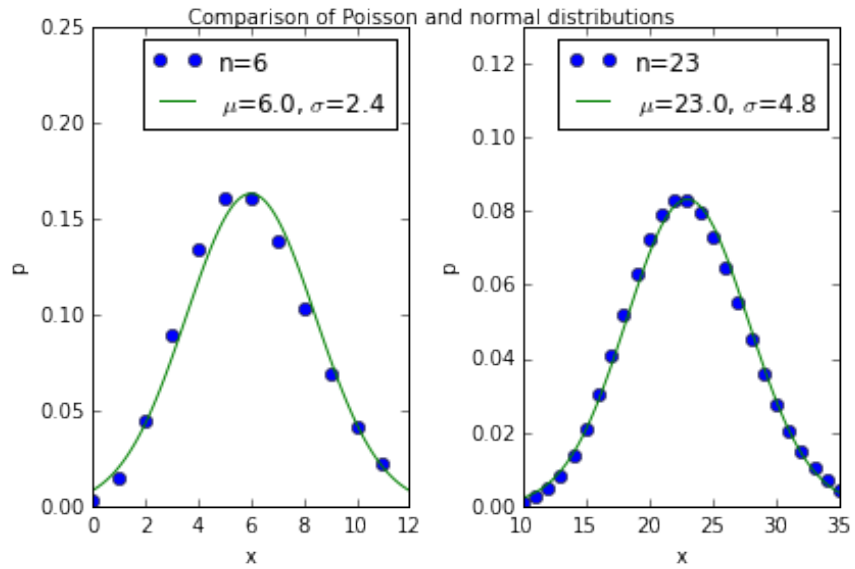 Comparison of Poisson and normal distributions
0.25
0.20
0.15
0.10
0.05
0.00
p
n=6
μ=6.0, σ=2.4
0 2 4 6 8 10 12
x
0.12
0.10
0.08
0.06
0.04
0.02
0.00
p
n=23
μ=23.0, σ=4.8
10 15 20 25 30 35
x